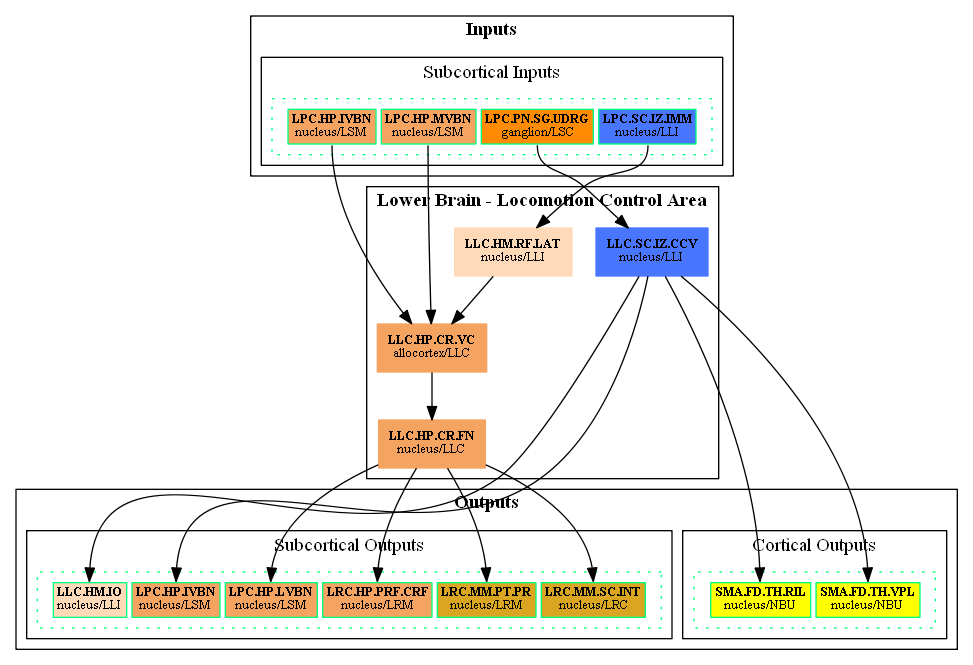 Inputs
Subcortical Inputs
LPC.HP.IVBN
nucleus/LSM
LPC.HP.MVBN
nucleus/LSM
LPC.PN.SG.UDRG
ganglion/LSC
LPC.SC.IZ.IMM
nucleus/LLI
Lower Brain - Locomotion Control Area
LLC.HM.RF.LAT
nucleus/LLI
LLC.SC.IZ.CCV
nucleus/LLI
LLC.HP.CR.VC
allocortex/LLC
LLC.HP.CR.FN
nucleus/LLC
Outputs
Subcortical Outputs
LLC.HM.IO
nucleus/LLI
LPC.HP.IVBN
nucleus/LSM
LPC.HP.LVBN
nucleus/LSM
LRC.HP.PRF.CRF
nucleus/LRM
LRC.MM.PT.PR
nucleus/LRM
LRC.MM.SC.INT
nucleus/LRC
Cortical Outputs
SMC.FD.TH.RIL
nucleus/NBU
SMA.FD.TH.VPL
nucleus/NBU